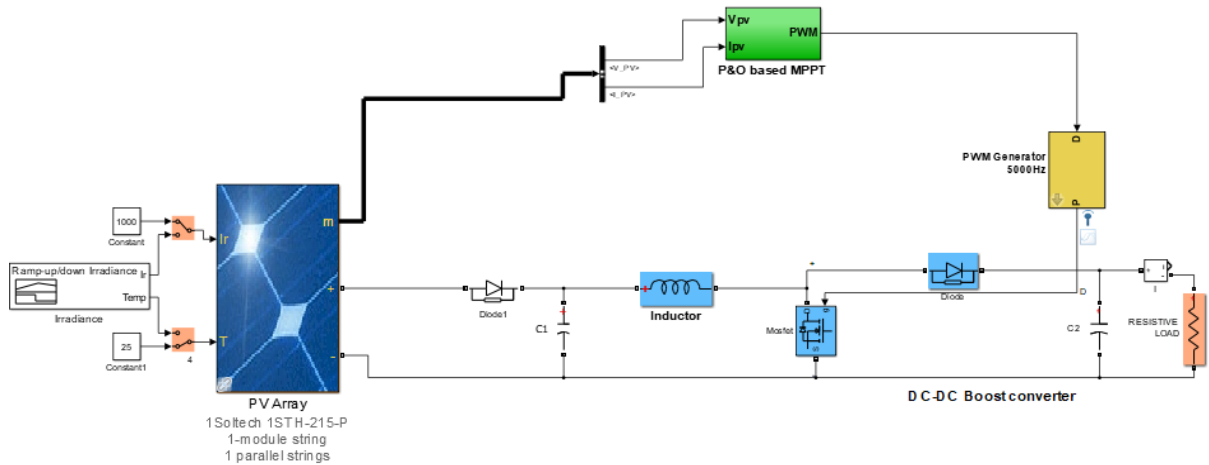 Vpv
PWM
Ipv
P&O based MPPT
<V_PV>
<I_PV>
D
PWM Generator
5000Hz
P
1000
Constant
Ramp-up/down Irradiance
Ir
Temp
Irradiance
25
Constant1
4
Ir
T
m
+
-
PV Array
1Soltech 1STH-215-P
1-module string
1 parallel strings
Diode1
C1
+
Inductor
+
+
D
g
S
Mosfet
Diode
D
C2
+
+
i
-
I
RESISTIVE
LOAD
+
DC-DC Boost converter